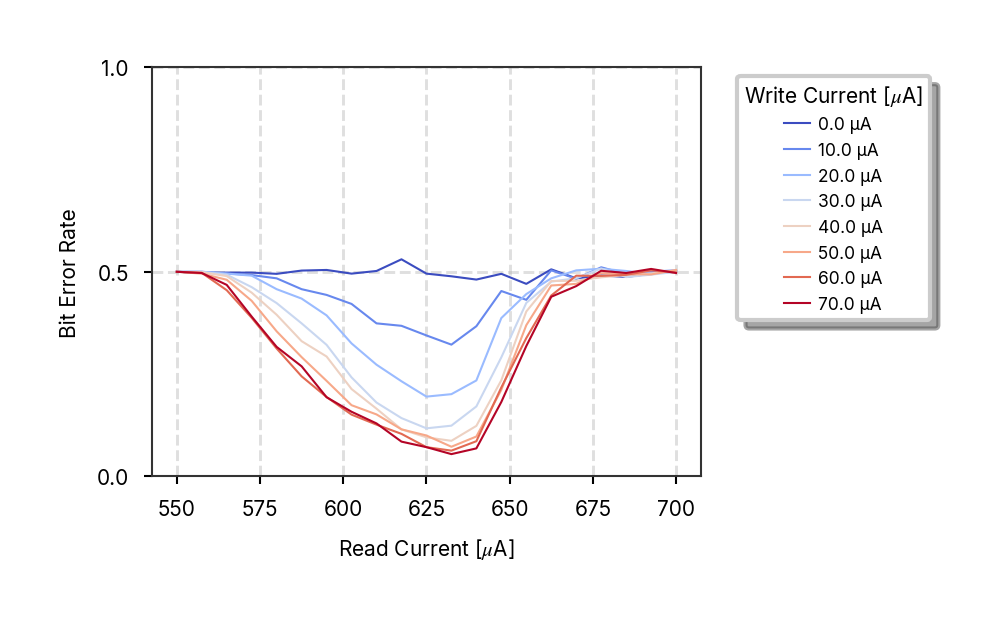 1.0
0.5
0.0
Bit Error Rate
550 575 600 625 650 675 700
Read Current [μA]
Write Current [μA]
0.0 µA
10.0 µA
20.0 µA
30.0 µA
40.0 µA
50.0 µA
60.0 µA
70.0 µA